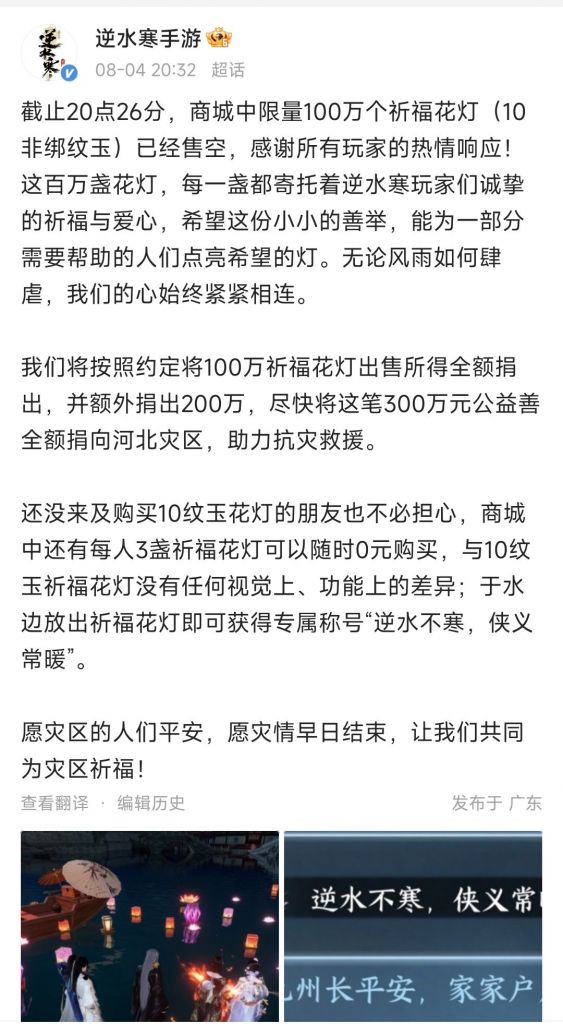 逆水寒
逆水寒手游
08-04 20:32 超话
截止20点26分，商城中限量100万个祈福花灯（10
非绑纹玉）已经售空，感谢所有玩家的热情响应！
这百万盏花灯，每一盏都寄托着逆水寒玩家们诚挚
的祈福与爱心，希望这份小小的善举，能为一部分
需要帮助的人们点亮希望的灯。无论风雨如何肆
虐，我们的心始终紧紧相连。
我们将按照约定将100万祈福花灯出售所得全额捐
出，并额外捐出200万，尽快将这笔300万元公益善
全额捐向河北灾区，助力抗灾救援。
还没来及购买10纹玉花灯的朋友也不必担心，商城
中还有每人3盏祈福花灯可以随时0元购买，与10纹
玉祈福花灯没有任何视觉上、功能上的差异；于水
边放出祈福花灯即可获得专属称号“逆水不寒，侠义
常暖”。
愿灾区的人们平安，愿灾情早日结束，让我们共同
为灾区祈福！
查看翻译 · 编辑历史 发布于 广东
逆水不寒，侠义常
州长平安，家家户